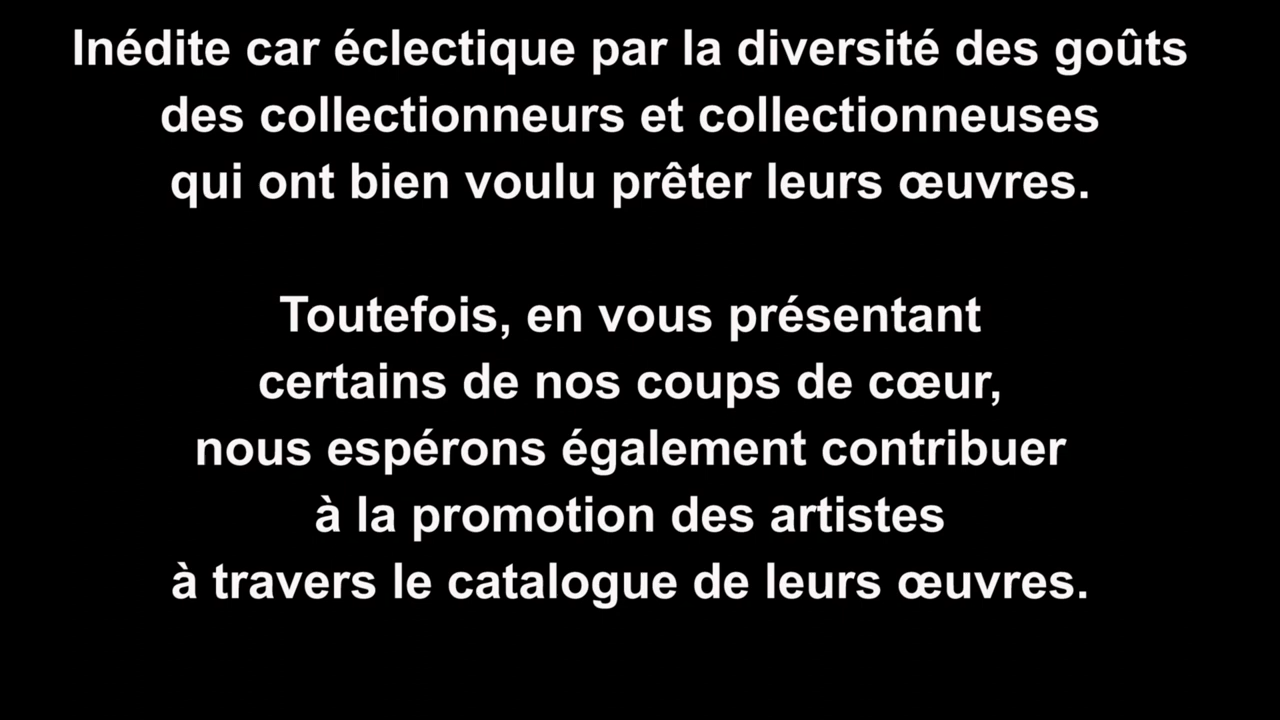 Inédite car éclectique par la diversité des goûts
des collectionneurs et collectionneuses
qui ont bien voulu prêter leurs œuvres.
Toutefois, en vous présentant
certains de nos coups de cœur,
nous espérons également contribuer
à la promotion des artistes
à travers le catalogue de leurs œuvres.